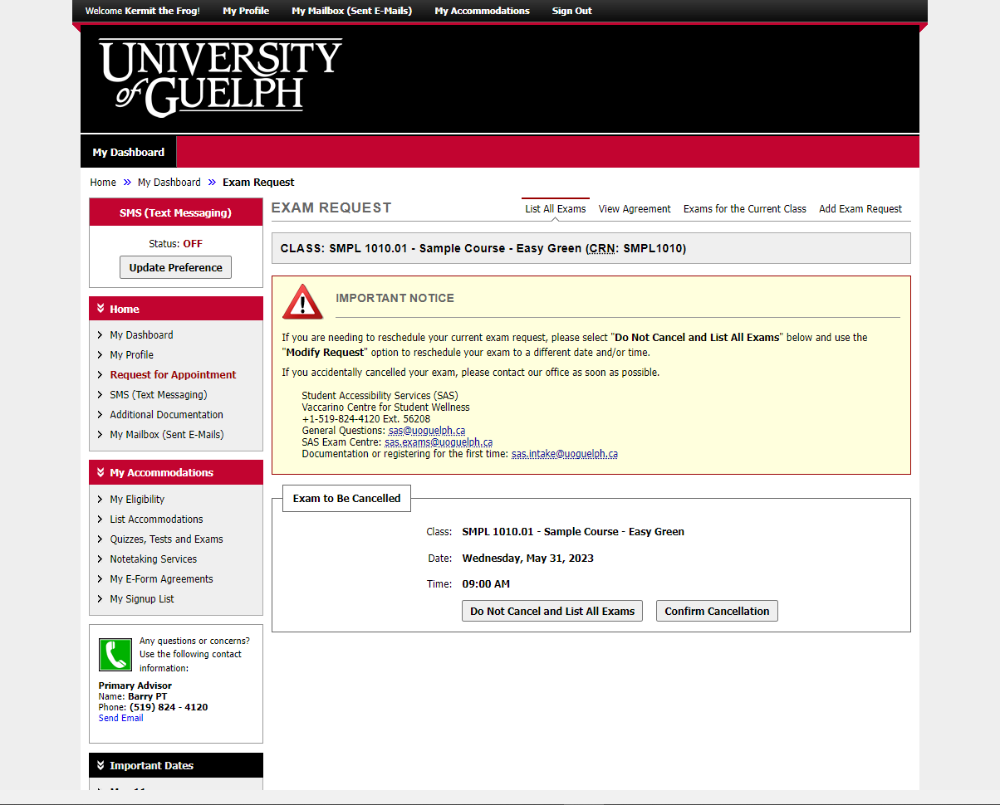 Welcome Kermit the Frog! My Profile My Mailbox (Sent E-Mails) My Accommodations Sign Out
UNIVERSITY
of GUELPH
My Dashboard
Home » My Dashboard » Exam Request
SMS (Text Messaging)
Status: OFF
Update Preference
Home
My Dashboard
My Profile
Request for Appointment
SMS (Text Messaging)
Additional Documentation
My Mailbox (Sent E-Mails)
My Accommodations
My Eligibility
List Accommodations
Quizzes, Tests and Exams
Notetaking Services
My E-Form Agreements
My Signup List
Any questions or concerns?
Use the following contact
information:
Primary Advisor
Name: Barry PT
Phone: (519) 824 - 4120
Send Email
Important Dates
EXAM REQUEST
List All Exams View Agreement Exams for the Current Class Add Exam Request
CLASS: SMPL 1010.01 - Sample Course - Easy Green (CRN: SMPL1010)
IMPORTANT NOTICE
If you are needing to reschedule your current exam request, please select "Do Not Cancel and List All Exams" below and use the
"Modify Request" option to reschedule your exam to a different date and/or time.
If you accidentally cancelled your exam, please contact our office as soon as possible.
Student Accessibility Services (SAS)
Vaccarino Centre for Student Wellness
+1-519-824-4120 Ext. 56208
General Questions: sas@uoguelph.ca
SAS Exam Centre: sas.exams@uoguelph.ca
Documentation or registering for the first time: sas.intake@uoguelph.ca
Exam to Be Cancelled
Class: SMPL 1010.01 - Sample Course - Easy Green
Date: Wednesday, May 31, 2023
Time: 09:00 AM
Do Not Cancel and List All Exams Confirm Cancellation